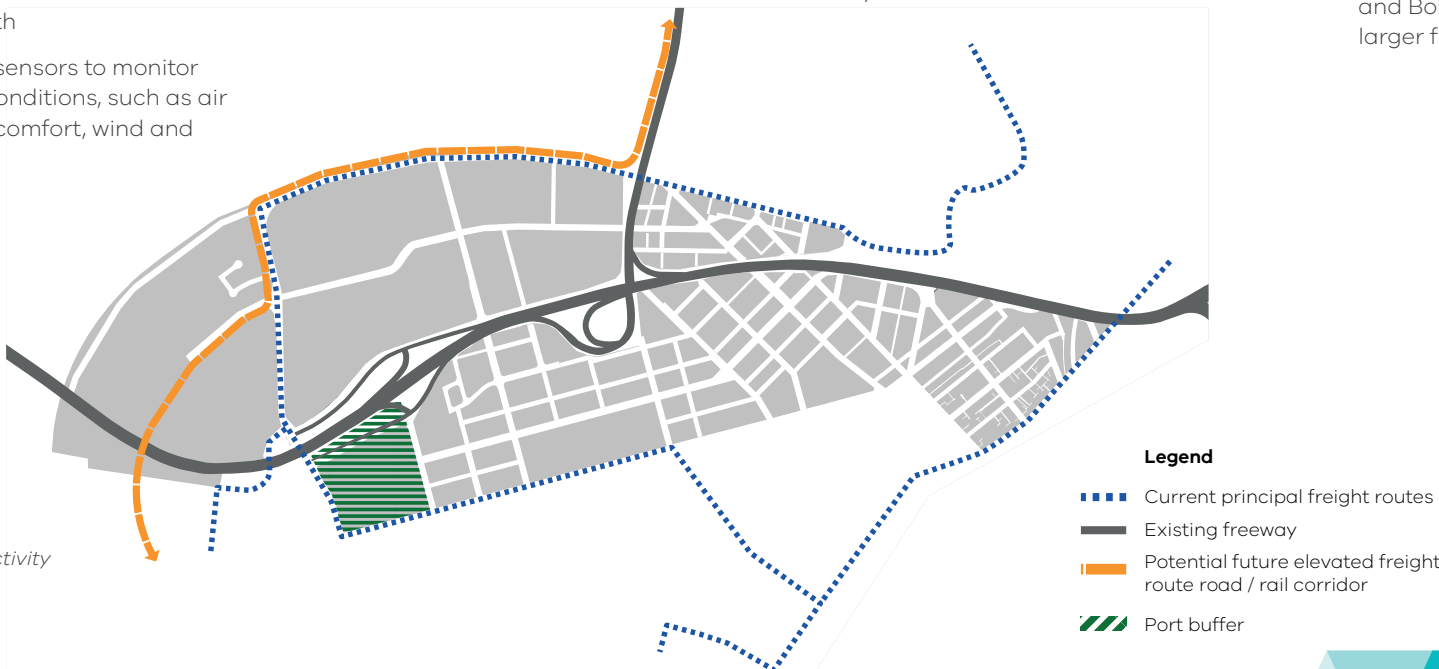 th
sensors to monitor
onditions, such as air
comfort, wind and
and Bo
larger f
ctivity
Legend
Current principal freight routes
Existing freeway
Potential future elevated freight
route road / rail corridor
Port buffer